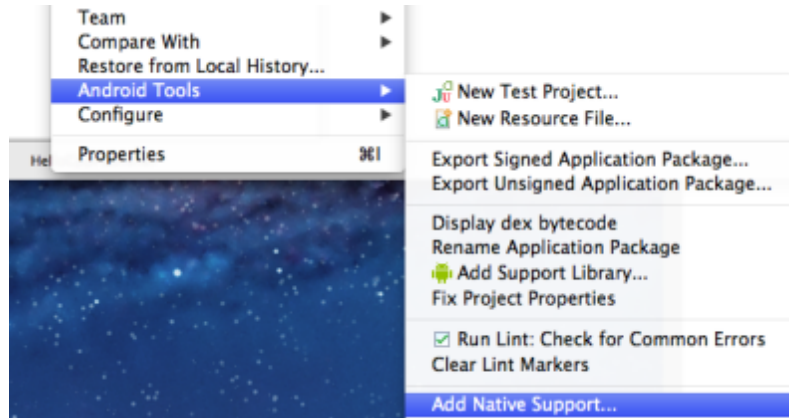 Team
Compare With
Restore from Local History...
Android Tools
Configure
Properties ⌘I
New Test Project...
New Resource File...
Export Signed Application Package...
Export Unsigned Application Package...
Display dex bytecode
Rename Application Package
Add Support Library...
Fix Project Properties
Run Lint: Check for Common Errors
Clear Lint Markers
Add Native Support...